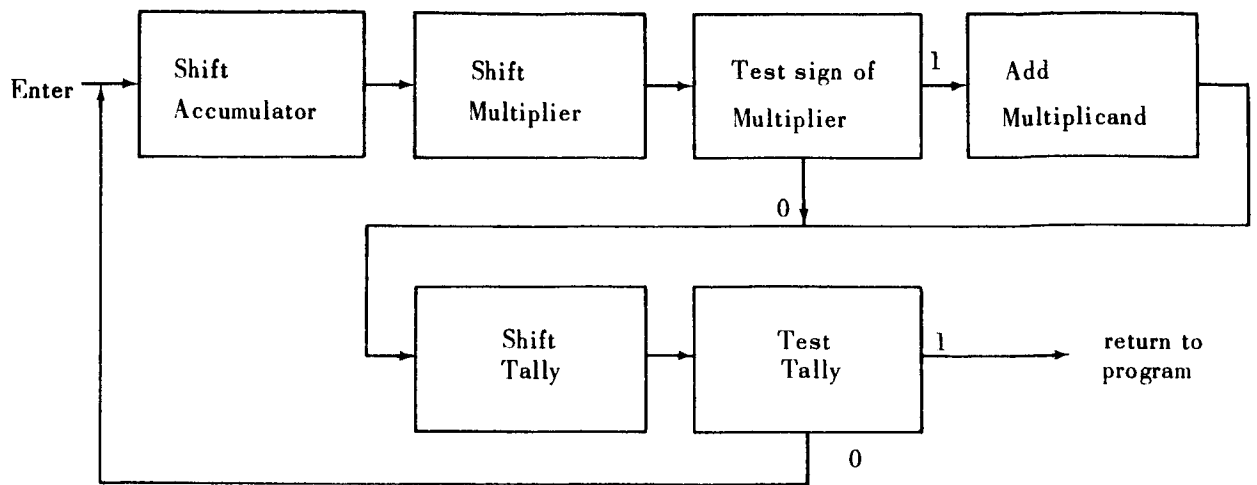 Enter
Shift
Accumulator
Shift
Multiplier
Test sign of
Multiplier
1
Add
Multiplicand
0
Shift
Tally
Test
Tally
1
return to
program
0